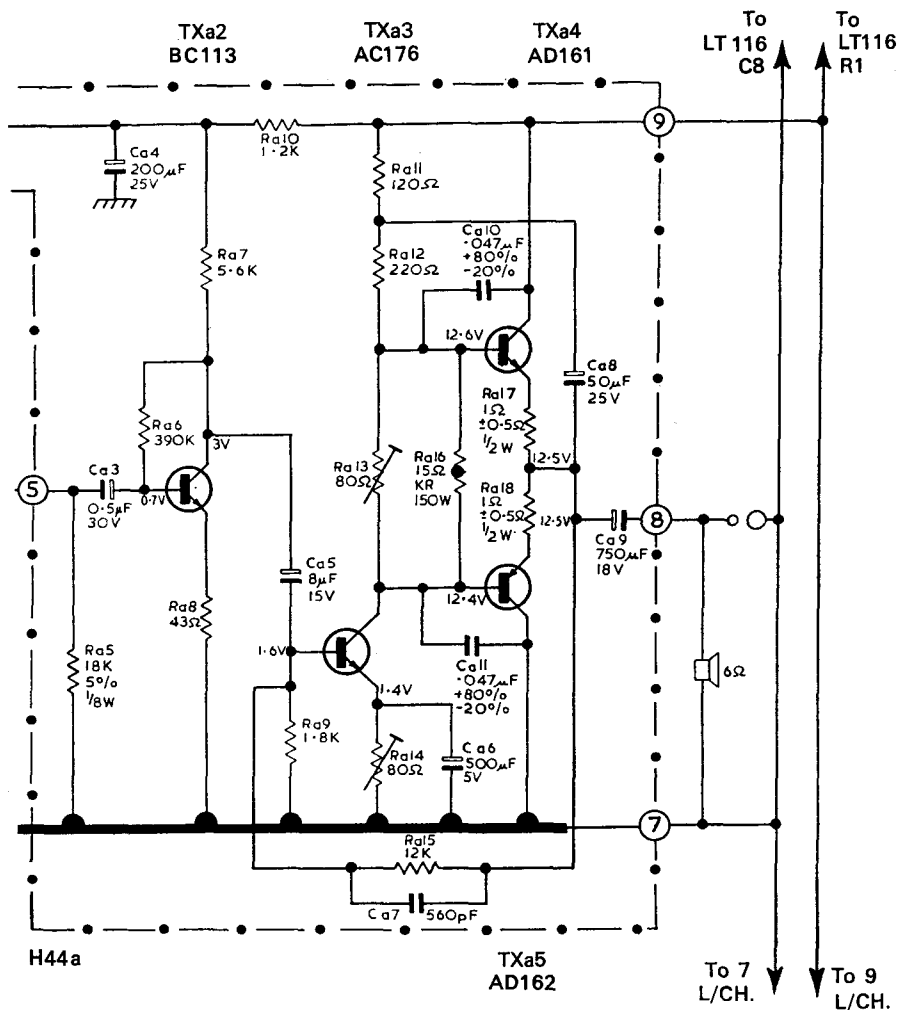 TXa2
BC113
TXa3
AC176
TXa4
AD161
To
LT 116
C8
To
LT116
R1
9
Ra10
1·2K
Ca4
200µF
25V
Ra11
120Ω
Ra7
5·6K
Ra12
220Ω
Ca10
·047µF
+80%
-20%
12·6V
Ca8
50µF
25V
Ra17
1Ω
±0.5Ω
1/2 W
Ra6
390K
3V
Ra13
80Ω
Ra16
15Ω
KR
150W
12·5V
5
Ca3
0·5µF
30V
0·7V
Ra18
1Ω
±0.5Ω
1/2W
12·5V
8
Ca9
750µF
18V
Ca5
8µF
15V
12·4V
Ra8
43Ω
1·6V
Ca11
·047µF
+80%
-20%
Ra5
18K
5%
1/8W
1·4V
6Ω
Ra9
1·8K
Ra14
80Ω
Ca6
500µF
5V
7
Ra15
12K
Ca7
560pF
H44a
TXa5
AD162
To 7
L/CH.
To 9
L/CH.